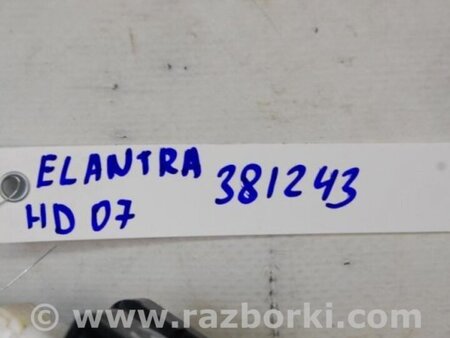 ELANTRA 381243
HD 07
www.razborki.com